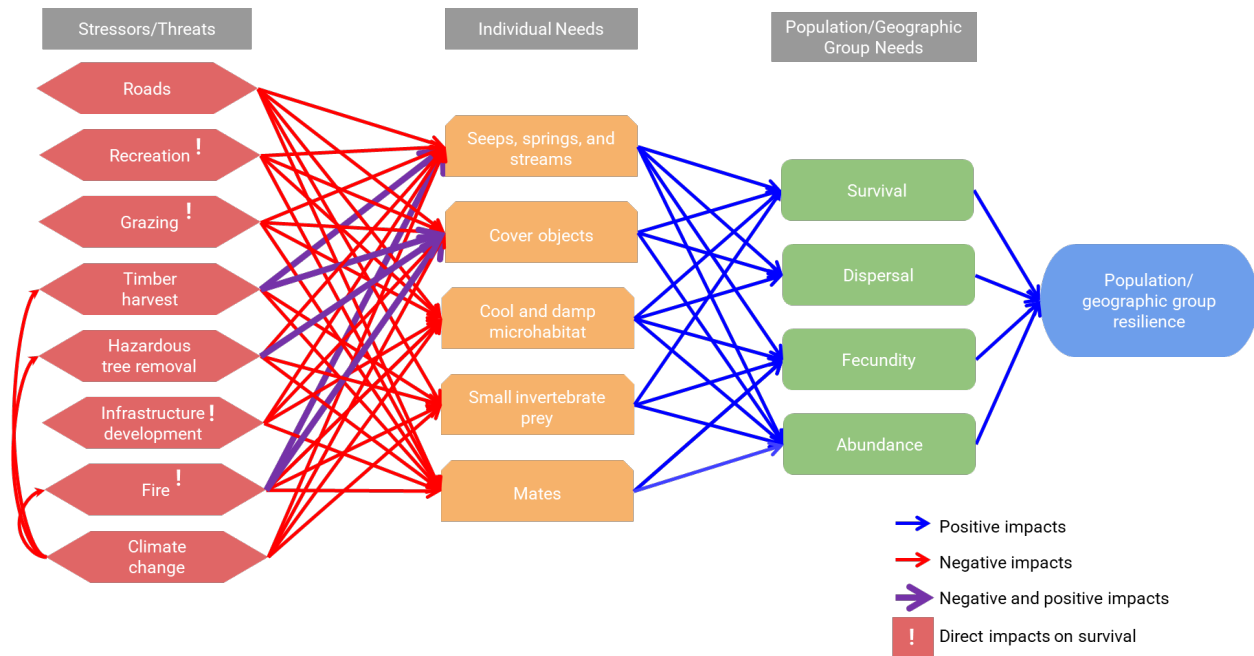 Stressors/Threats
Individual Needs
Population/Geographic
Group Needs
Roads
Recreation !
Grazing !
Timber
harvest
Hazardous
tree removal
Infrastructure !
development
Fire !
Climate
change
Seeps, springs, and
streams
Cover objects
Cool and damp
microhabitat
Small invertebrate
prey
Mates
Survival
Dispersal
Fecundity
Abundance
Population/
geographic group
resilience
Positive impacts
Negative impacts
Negative and positive impacts
! Direct impacts on survival